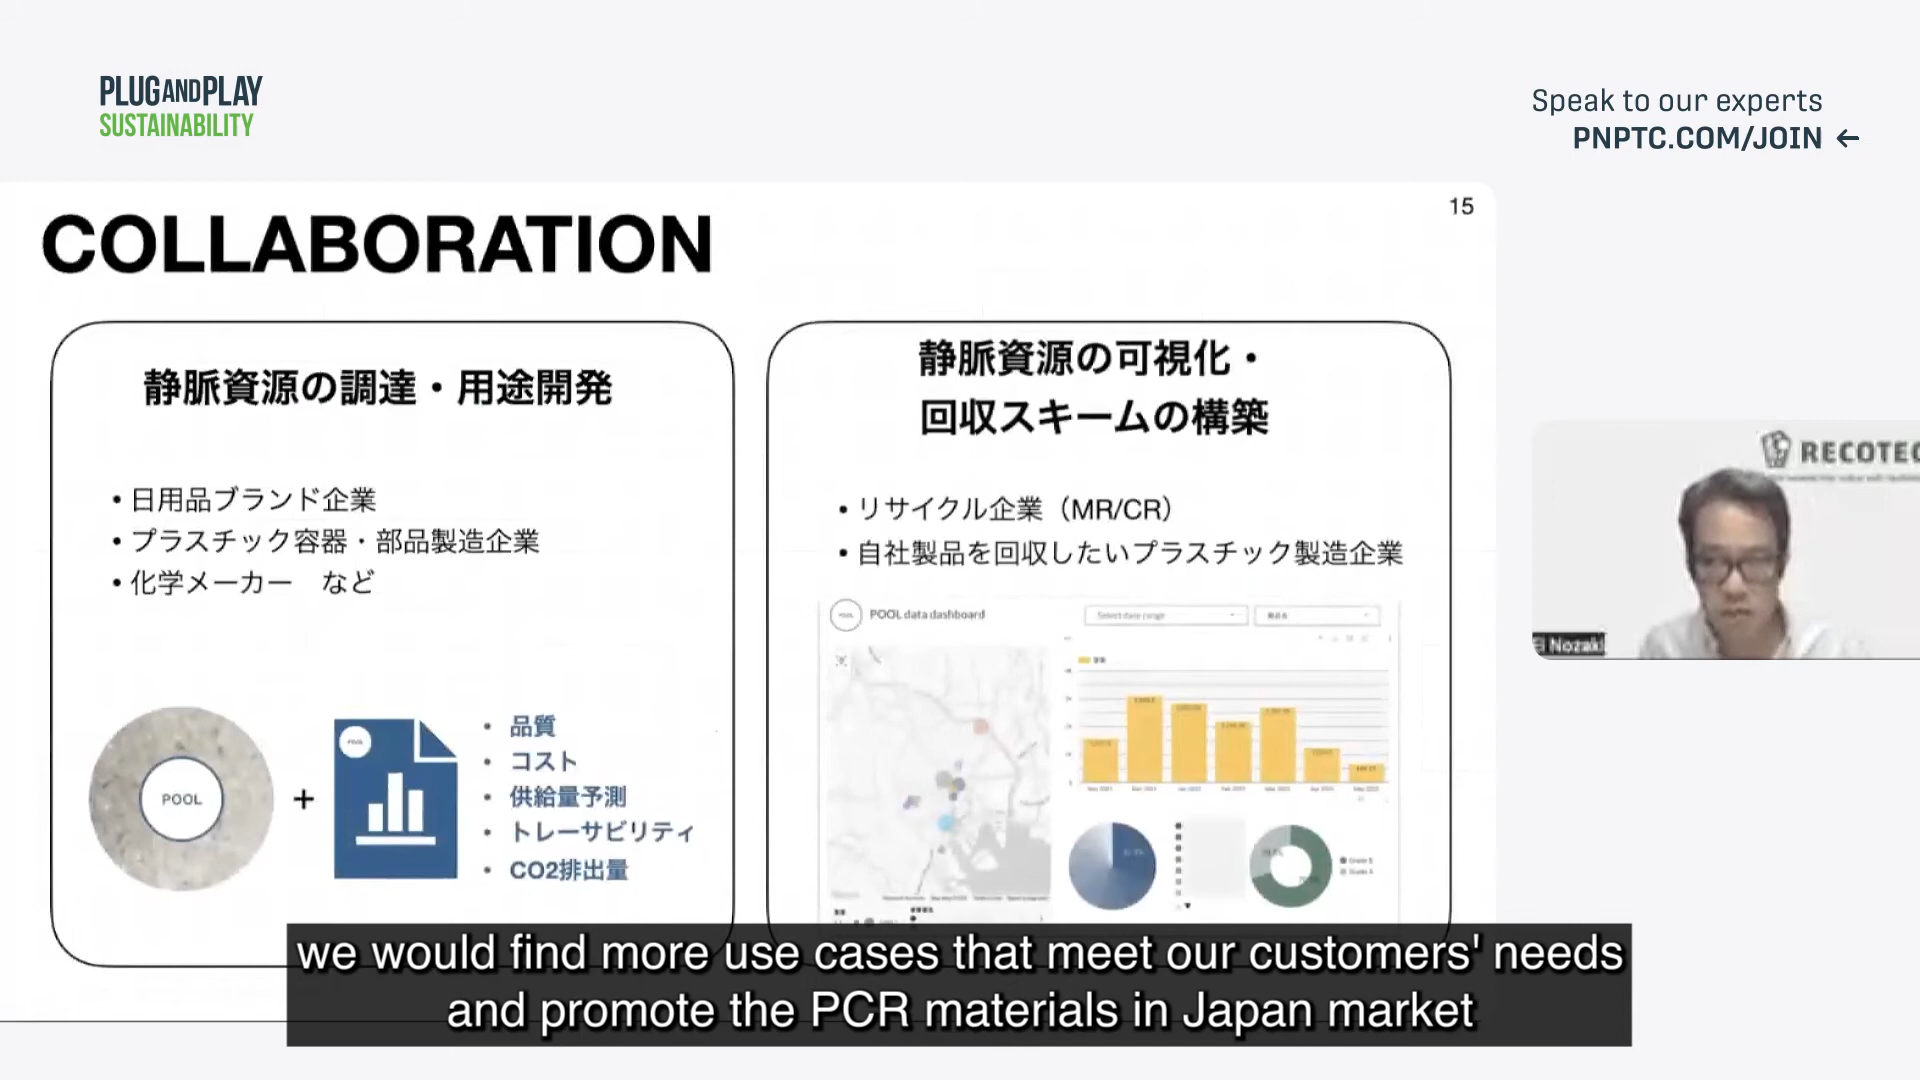 PLUGANDPLAY
SUSTAINABILITY
Speak to our experts
PNPTC.COM/JOIN ←
COLLABORATION
15
静脈資源の調達・用途開発
• 日用品ブランド企業
• プラスチック容器・部品製造企業
• 化学メーカー など
POOL
+
POOL
• 品質
• コスト
• 供給量予測
• トレーサビリティ
• CO2排出量
静脈資源の可視化・
回収スキームの構築
• リサイクル企業（MR/CR）
• 自社製品を回収したいプラスチック製造企業
POOL
POOL data dashboard
Select date range
RECOTEC
Nozaki
we would find more use cases that meet our customers' needs
and promote the PCR materials in Japan market